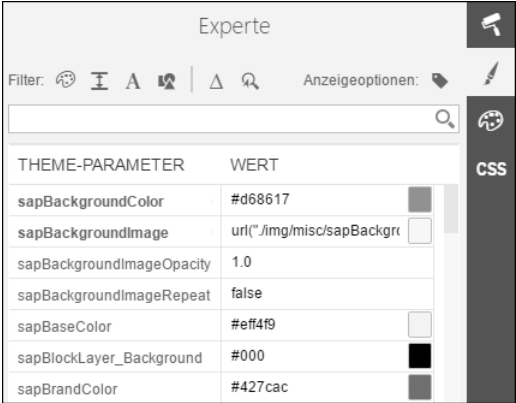 Experte
Filter: A Δ Anzeigeoptionen:
CSS
THEME-PARAMETER WERT
sapBackgroundColor #d68617
sapBackgroundImage url("./img/misc/sapBackgrc
sapBackgroundImageOpacity 1.0
sapBackgroundImageRepeat false
sapBaseColor #eff4f9
sapBlockLayer_Background #000
sapBrandColor #427cac